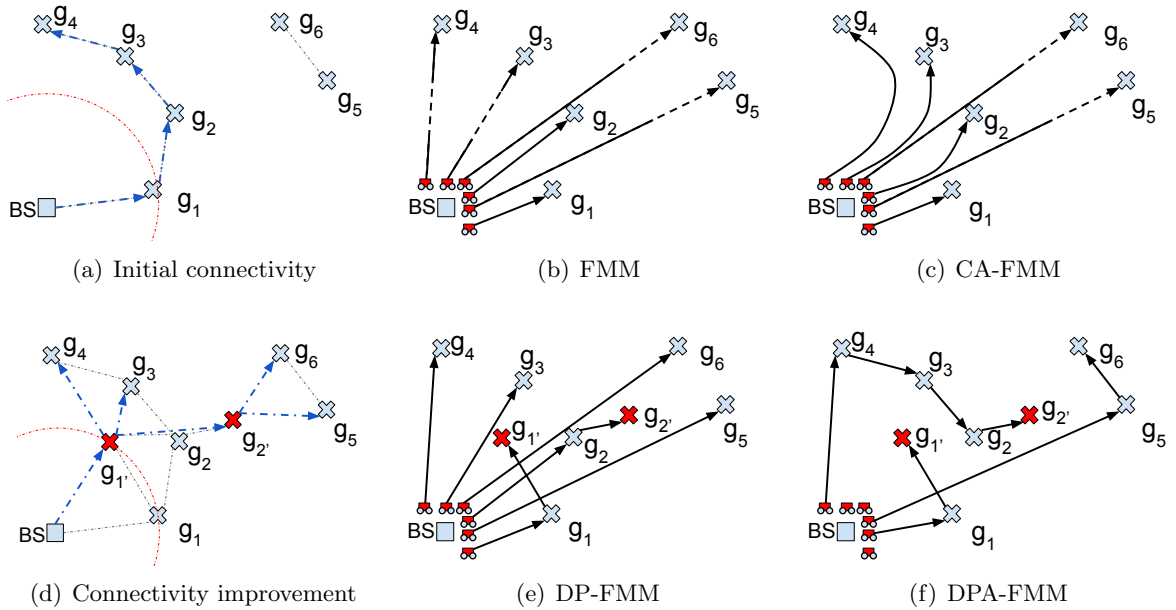 g4
g3
g6
g5
g2
g1
BS
(a) Initial connectivity
g4
g3
g6
g5
g2
g1
BS
(b) FMM
g4
g3
g6
g5
g2
g1
BS
(c) CA-FMM
g4
g3
g6
g5
g2
g2'
g1'
g1
BS
(d) Connectivity improvement
g4
g3
g6
g5
g1'
g2
g2'
g1
BS
(e) DP-FMM
g4
g3
g6
g5
g1'
g2
g2'
g1
BS
(f) DPA-FMM